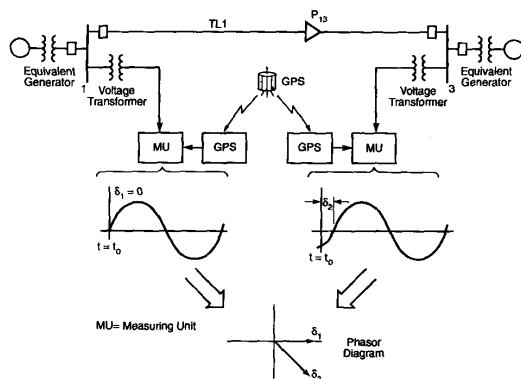 TL1
P13
Equivalent
Generator
1
Voltage
Transformer
GPS
Voltage
Transformer
3
Equivalent
Generator
MU
GPS
GPS
MU
δ1 = 0
t = to
δ2
t = to
MU= Measuring Unit
δ1
δ2
Phasor
Diagram